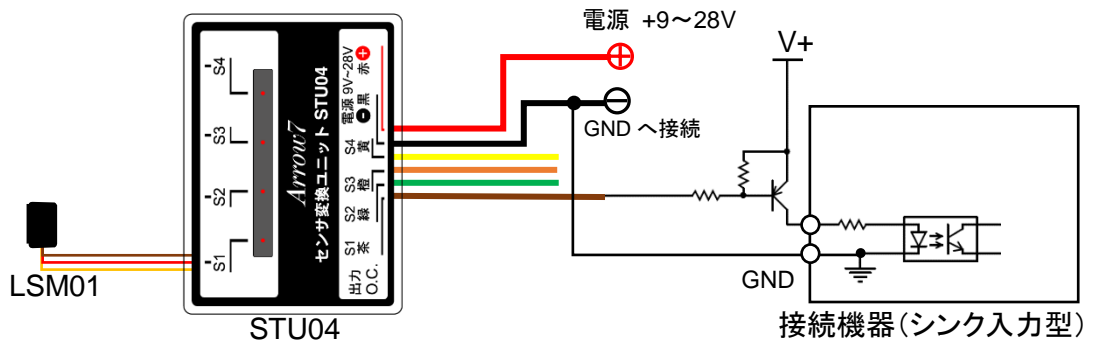 電源 +9～28V
V+
-S4
-S3
-S2
-S1
Arrow7
センサ変換ユニット STU04
電源 9V~28V
赤+
-黒
S4
黄
S3
橙
S2
緑
S1
茶
出力
O.C.
GND へ接続
LSM01
STU04
GND
接続機器(シンク入力型)